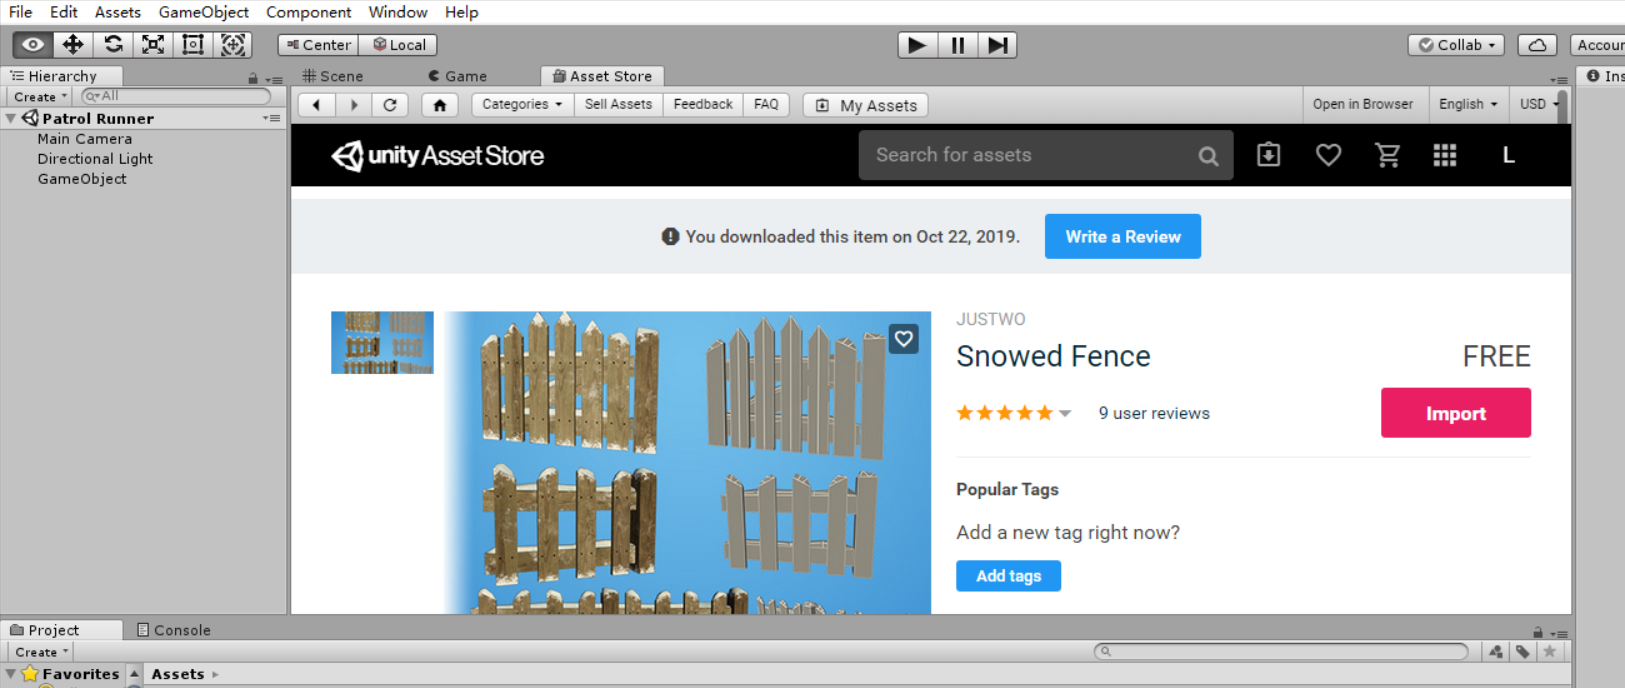 File Edit Assets GameObject Component Window Help
Center Local Collab
Hierarchy Scene Game Asset Store
Create All Categories Sell Assets Feedback FAQ My Assets Open in Browser English USD
Patrol Runner
Main Camera
Directional Light
GameObject
unity Asset Store Search for assets L
You downloaded this item on Oct 22, 2019. Write a Review
JUSTWO
Snowed Fence FREE
9 user reviews Import
Popular Tags
Add a new tag right now?
Add tags
Project Console
Create
Favorites Assets